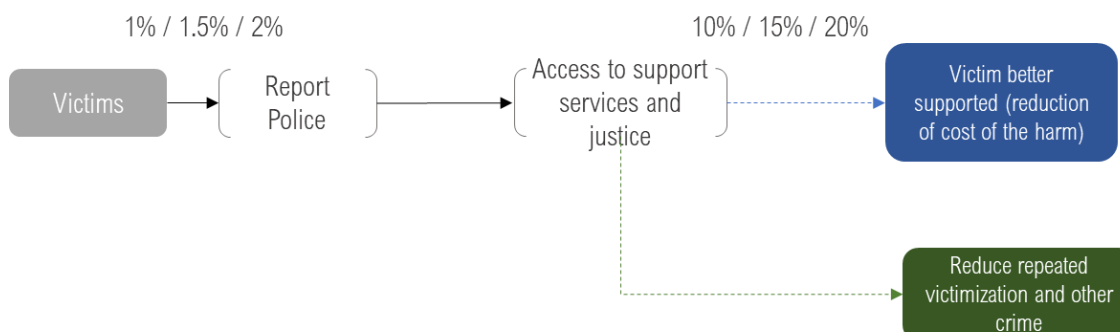 1% / 1.5% / 2%
10% / 15% / 20%
Victims
Report
Police
Access to support
services and
justice
Victim better
supported (reduction
of cost of the harm)
Reduce repeated
victimization and other
crime